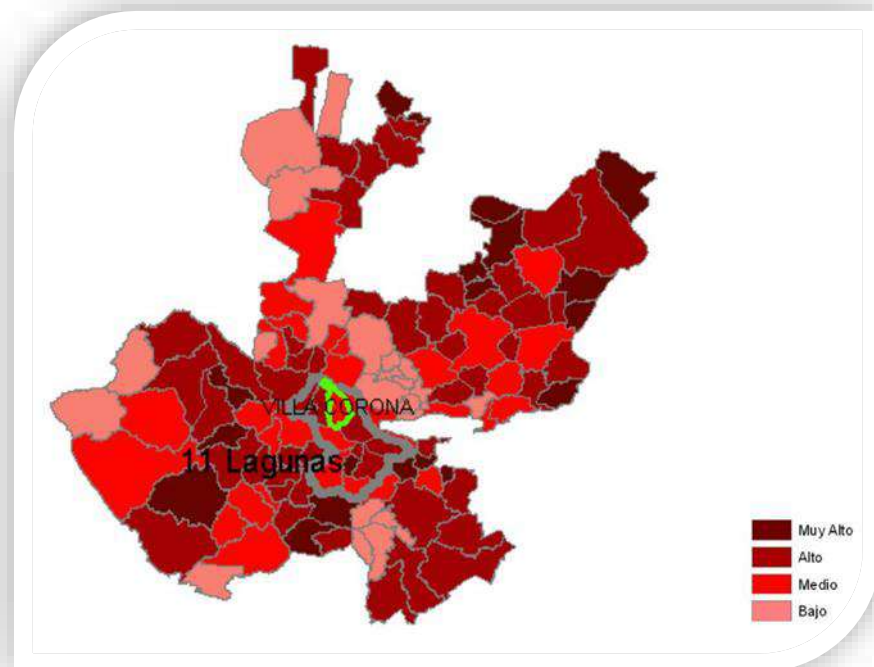 VILLA CORONA
11 Lagunas
Muy Alto
Alto
Medio
Bajo